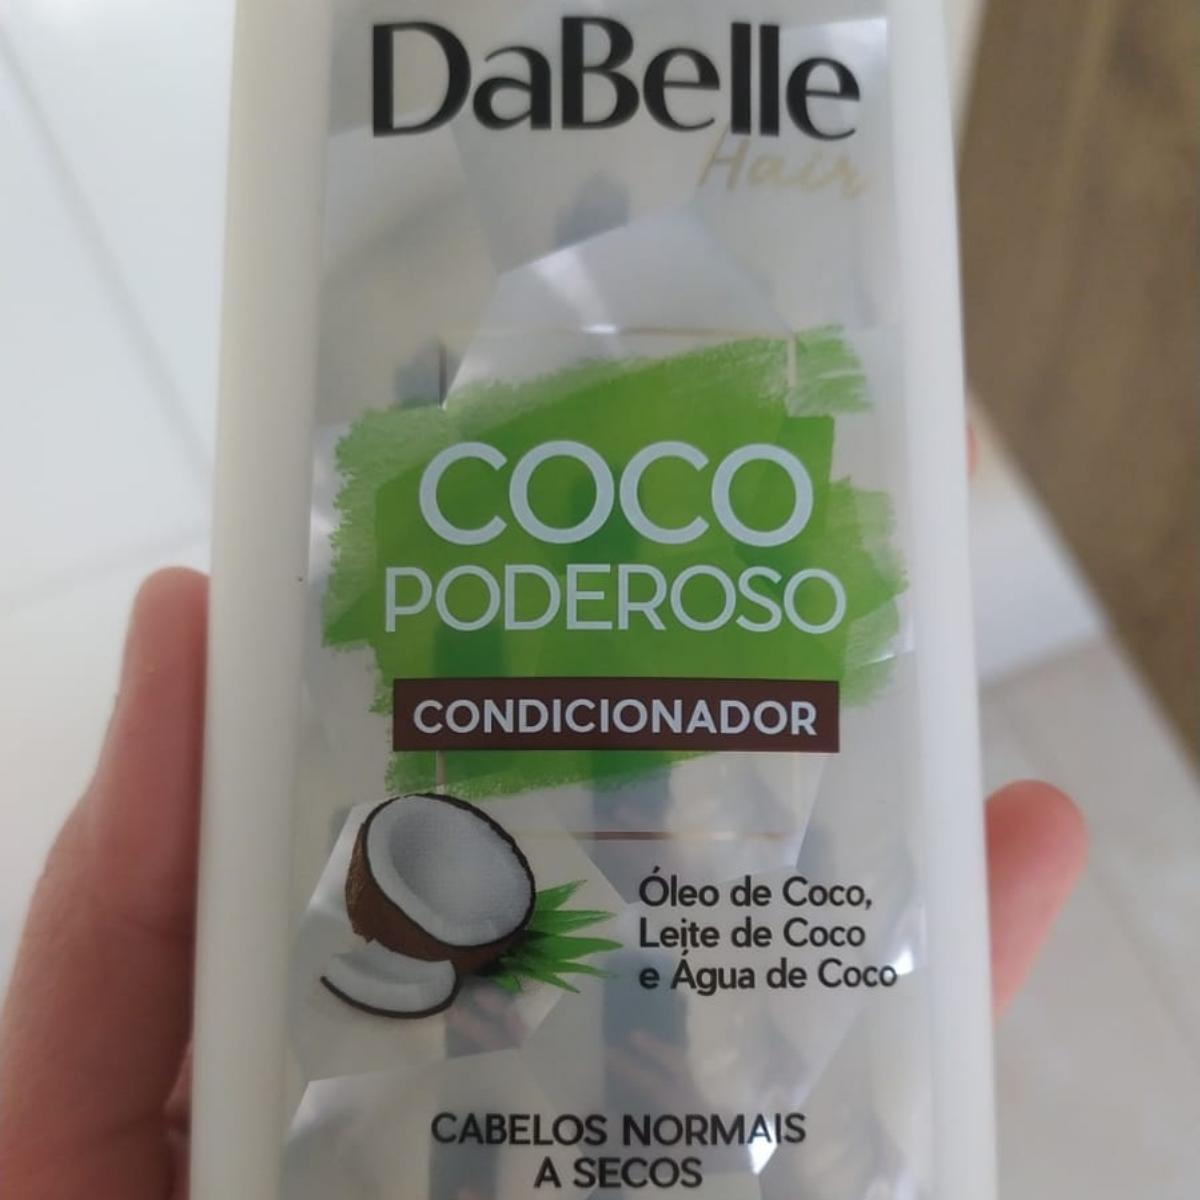 DaBelle
Hair
COCO
PODEROSO
CONDICIONADOR
Óleo de Coco,
Leite de Coco
e Água de Coco
CABELOS NORMAIS
A SECOS